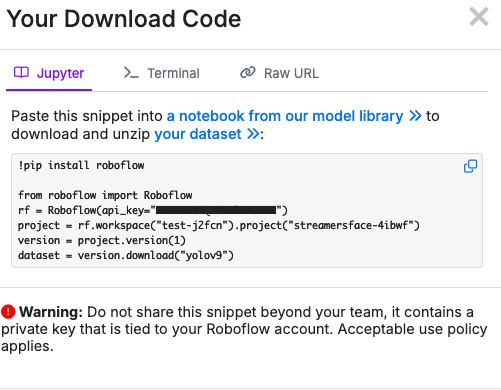 Your Download Code
Jupyter
Terminal
Raw URL
Paste this snippet into a notebook from our model library to
download and unzip your dataset :
!pip install roboflow
from roboflow import Roboflow
rf = Roboflow(api_key="")
project = rf.workspace("test-j2fcn").project("streamersface-4ibwf")
version = project.version(1)
dataset = version.download("yolov9")
Warning: Do not share this snippet beyond your team, it contains a
private key that is tied to your Roboflow account. Acceptable use policy
applies.